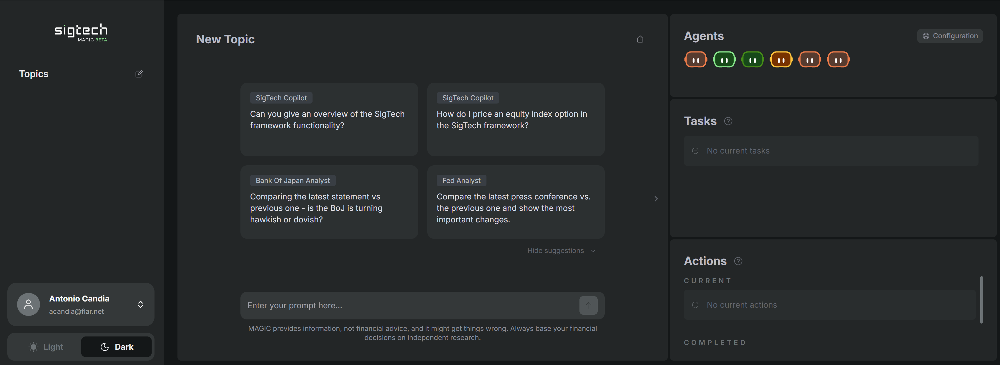 sigtech
MAGIC BETA
Topics
Antonio Candia
acandia@flar.net
Light
Dark
New Topic
SigTech Copilot
Can you give an overview of the SigTech
framework functionality?
SigTech Copilot
How do I price an equity index option in
the SigTech framework?
Bank Of Japan Analyst
Comparing the latest statement vs
previous one - is the BoJ is turning
hawkish or dovish?
Fed Analyst
Compare the latest press conference vs.
the previous one and show the most
important changes.
Hide suggestions
Enter your prompt here...
MAGIC provides information, not financial advice, and it might get things wrong. Always base your financial
decisions on independent research.
Agents
Configuration
Tasks
No current tasks
Actions
CURRENT
No current actions
COMPLETED